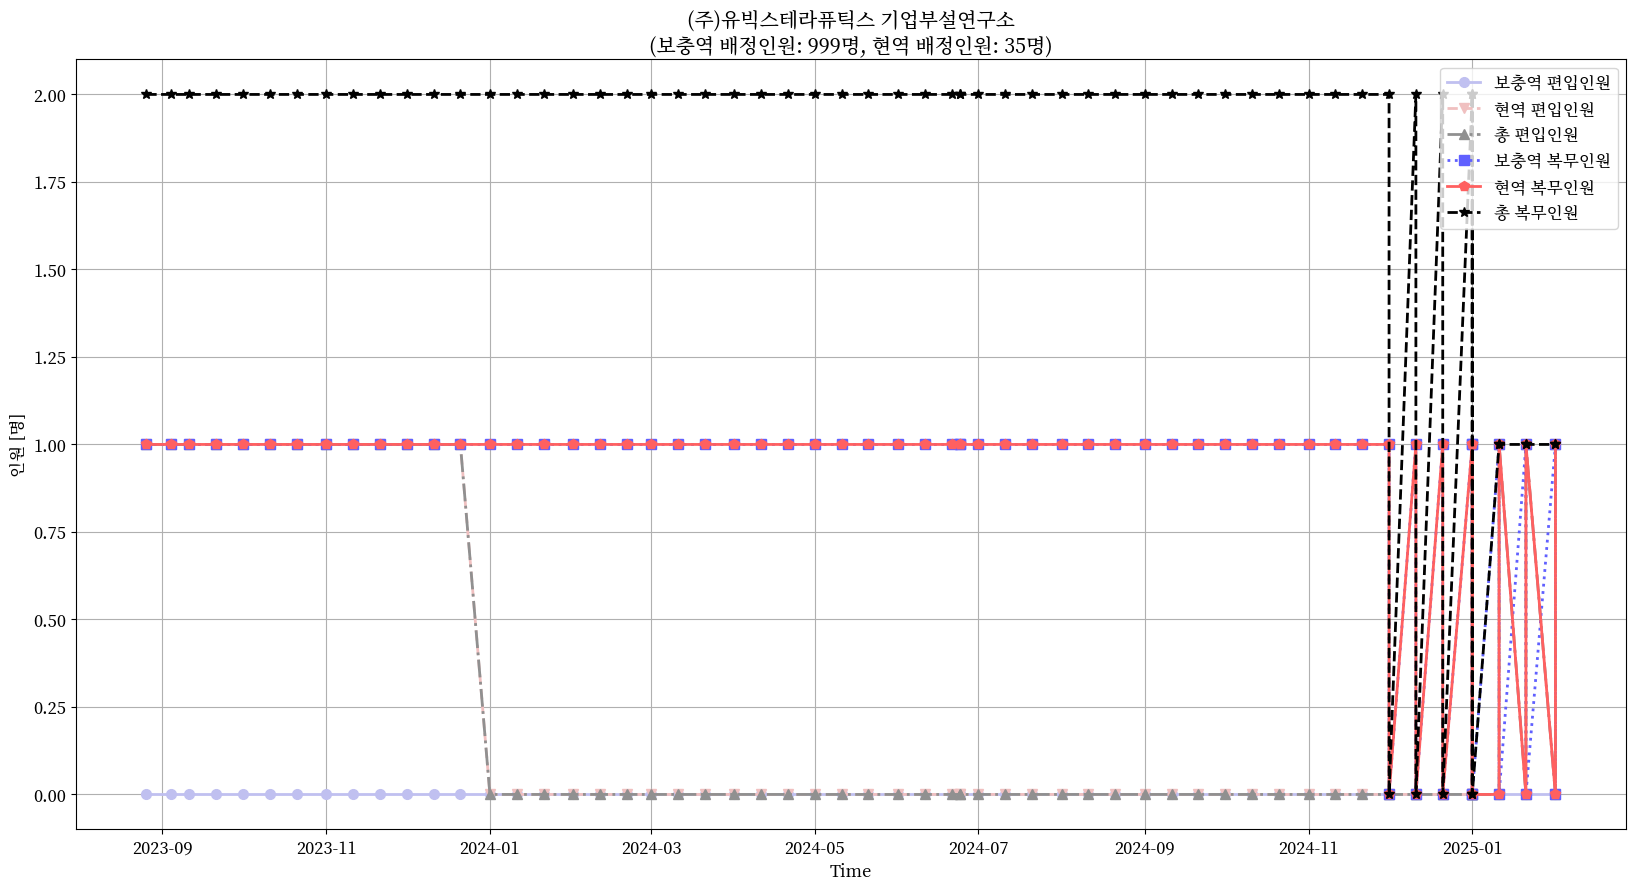 (주)유빅스테라퓨틱스 기업부설연구소
(보충역 배정인원: 999명, 현역 배정인원: 35명)
보충역 편입인원
현역 편입인원
총 편입인원
보충역 복무인원
현역 복무인원
총 복무인원
인원 [명]
2.00
1.75
1.50
1.25
1.00
0.75
0.50
0.25
0.00
2023-09
2023-11
2024-01
2024-03
2024-05
2024-07
2024-09
2024-11
2025-01
Time